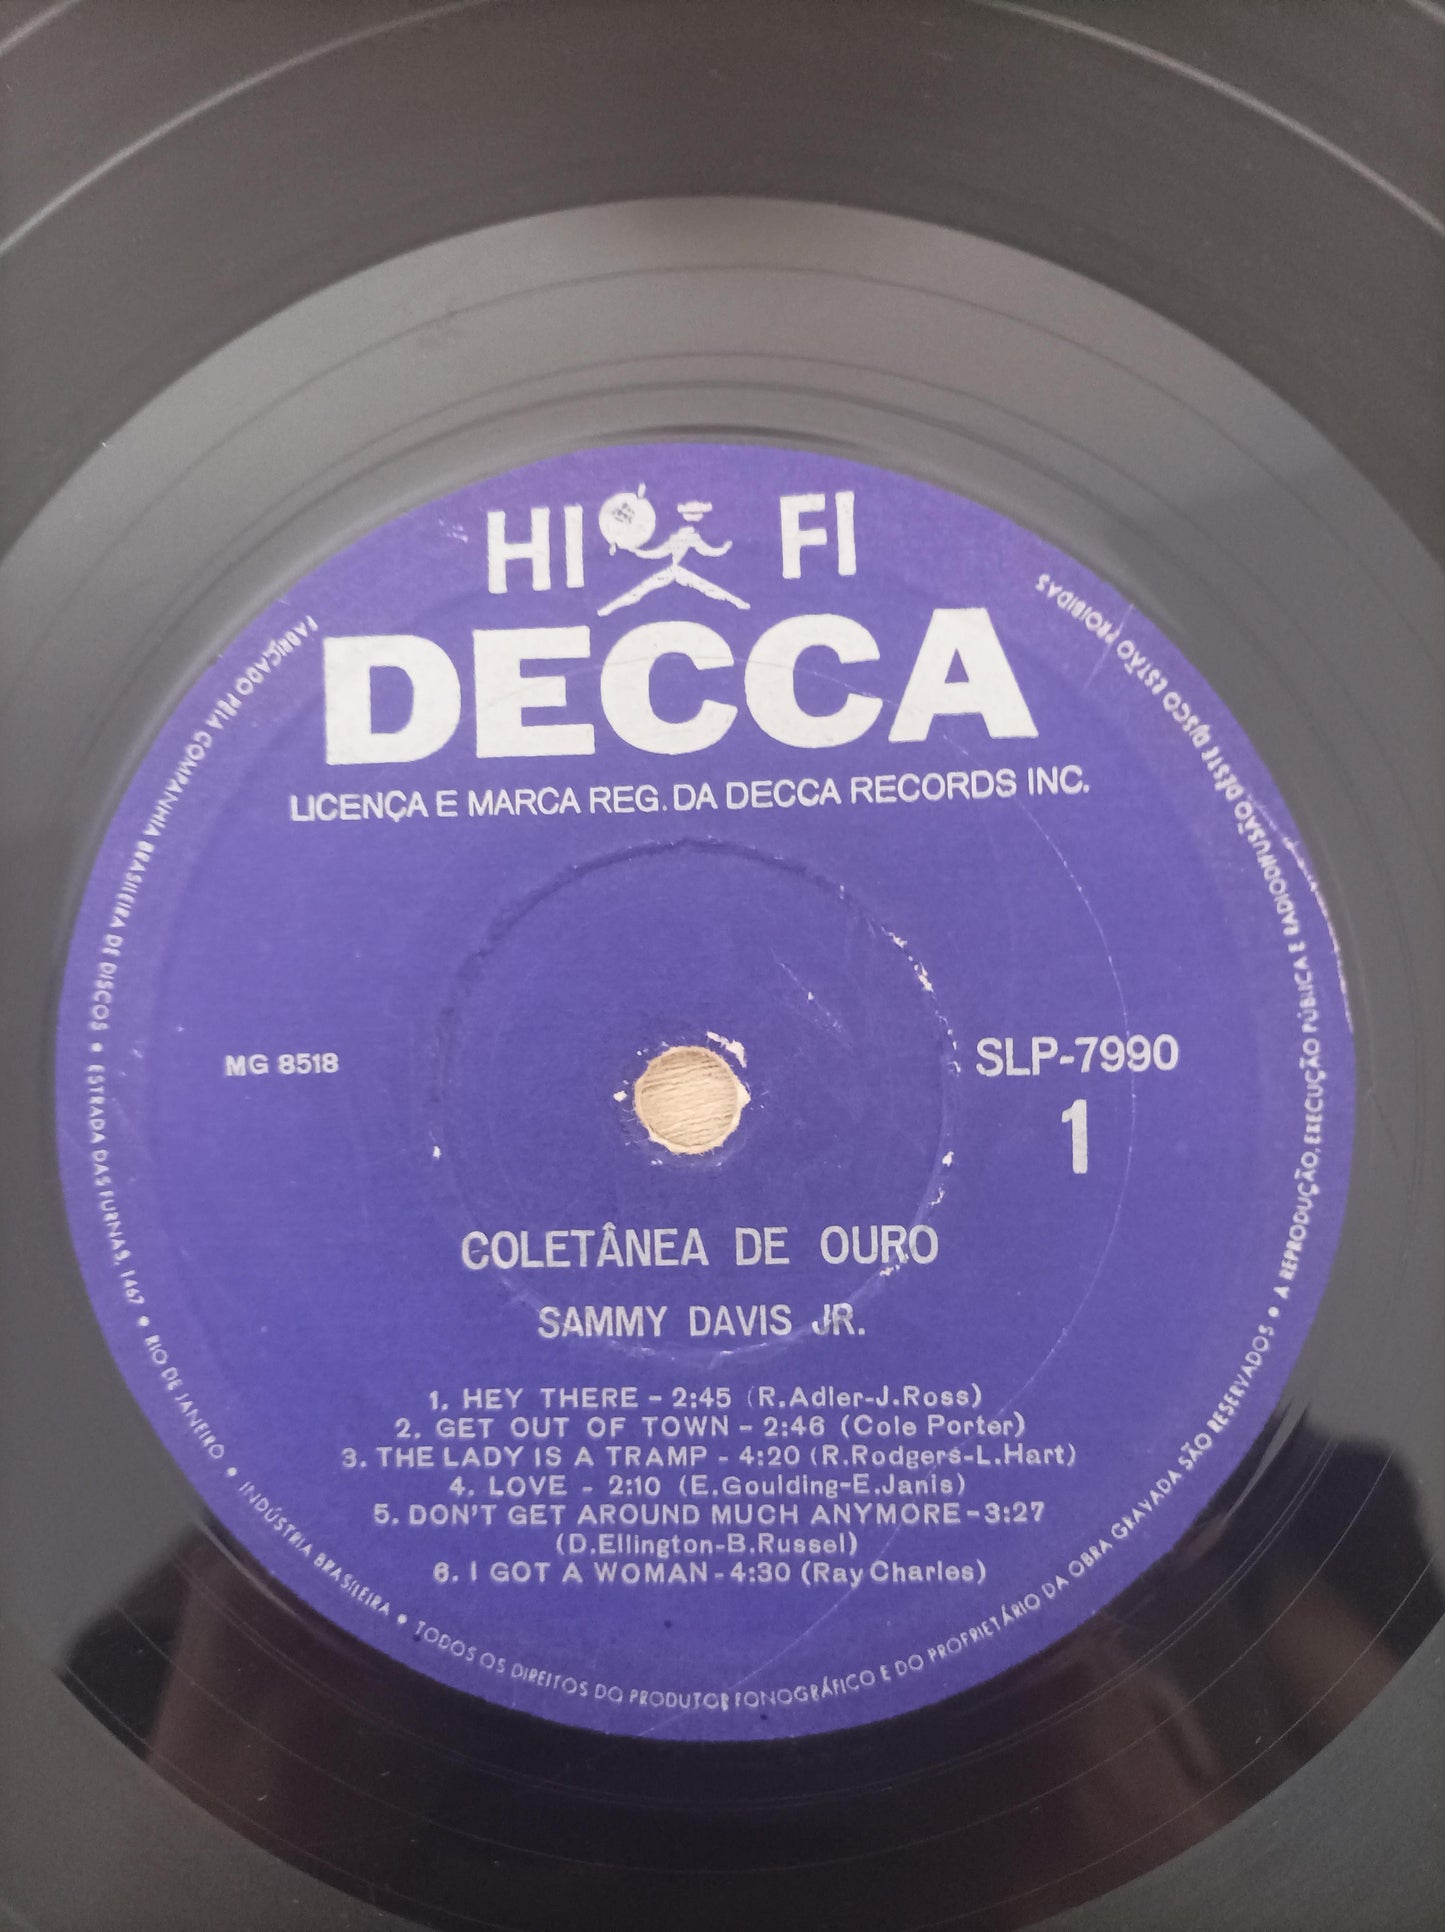 HI FI
DECCA
LICENÇA E MARCA REG. DA DECCA RECORDS INC.
MG 8518
SLP-7990
1
COLETÂNEA DE OURO
SAMMY DAVIS JR.
1. HEY THERE - 2:45 (R.Adler-J.Ross)
2. GET OUT OF TOWN - 2:46 (Cole Porter)
3. THE LADY IS A TRAMP - 4:20 (R.Rodgers-L.Hart)
4. LOVE - 2:10 (E.Goulding-E.Janis)
5. DON'T GET AROUND MUCH ANYMORE-3:27
(D.Ellington-B.Russel)
6. I GOT A WOMAN-4:30 (Ray Charles)
FABRICADO PELA COMPANHIA BRASILEIRA DE DISCOS • ESTRADA DAS FURNAS, 1467 • RIO DE JANEIRO • INDÚSTRIA BRASILEIRA • TODOS OS DIREITOS DO PRODUTOR FONOGRÁFICO E DO PROPRIETÁRIO DA OBRA GRAVADA SÃO RESERVADOS • A REPRODUÇÃO, EXECUÇÃO PÚBLICA E RADIODIFUSÃO DESTE DISCO ESTÃO PROIBIDAS